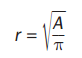 r = √(A/π)